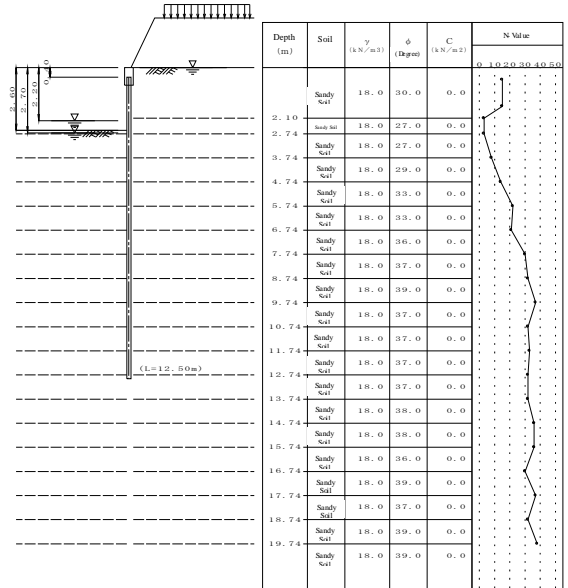 Depth (m) Soil γ (kN/m3) φ (Degree) C (kN/m2) N-Value
0 10 20 30 40 50
2.60
2.70
2.20
Sandy Soil 18.0 30.0 0.0
2.10
Sandy Soil 18.0 27.0 0.0
2.74
Sandy Soil 18.0 27.0 0.0
3.74
Sandy Soil 18.0 29.0 0.0
4.74
Sandy Soil 18.0 33.0 0.0
5.74
Sandy Soil 18.0 33.0 0.0
6.74
Sandy Soil 18.0 36.0 0.0
7.74
Sandy Soil 18.0 37.0 0.0
8.74
Sandy Soil 18.0 39.0 0.0
9.74
Sandy Soil 18.0 37.0 0.0
10.74
Sandy Soil 18.0 37.0 0.0
11.74
(L=12.50m)
Sandy Soil 18.0 37.0 0.0
12.74
Sandy Soil 18.0 37.0 0.0
13.74
Sandy Soil 18.0 38.0 0.0
14.74
Sandy Soil 18.0 38.0 0.0
15.74
Sandy Soil 18.0 36.0 0.0
16.74
Sandy Soil 18.0 39.0 0.0
17.74
Sandy Soil 18.0 37.0 0.0
18.74
Sandy Soil 18.0 39.0 0.0
19.74
Sandy Soil 18.0 39.0 0.0